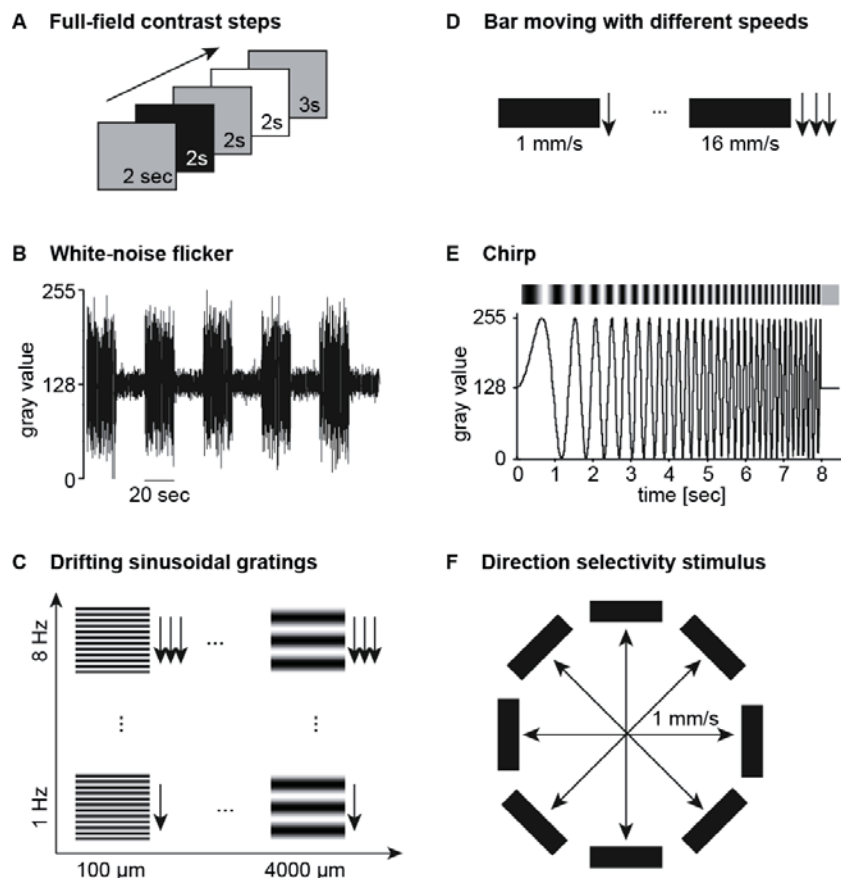 A Full-field contrast steps
2 sec
2s
2s
2s
3s
B White-noise flicker
255
128
0
gray value
20 sec
C Drifting sinusoidal gratings
8 Hz
...
...
...
1 Hz
...
100 µm
4000 µm
D Bar moving with different speeds
...
1 mm/s
16 mm/s
E Chirp
255
128
0
gray value
0 1 2 3 4 5 6 7 8
time [sec]
F Direction selectivity stimulus
1 mm/s